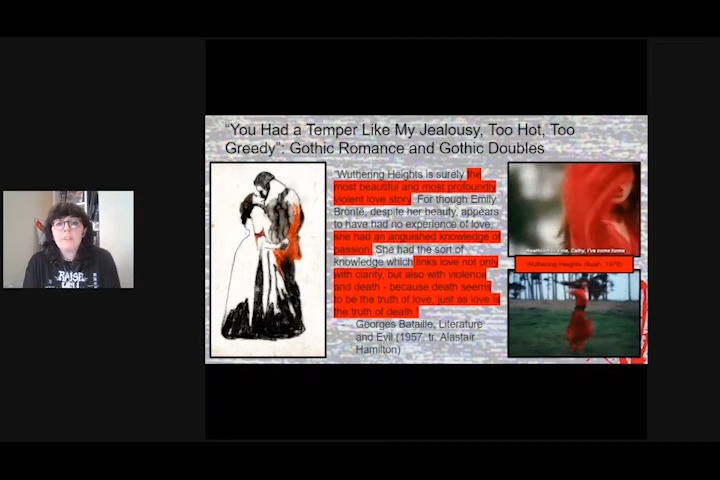 "You Had a Temper Like My Jealousy, Too Hot, Too
Greedy": Gothic Romance and Gothic Doubles
"Wuthering Heights is surely the
most beautiful and most profoundly
violent love story. For though Emily
Brontë, despite her beauty, appears
to have had no experience of love,
she had an anguished knowledge of
passion. She had the sort of
knowledge which links love not only
with clarity, but also with violence
and death - because death seems
to be the truth of love, just as love is
the truth of death."
- Georges Bataille, Literature
and Evil (1957, tr. Alastair
Hamilton)
Heathcliff, it's me, Cathy, I've come home
Wuthering Heights (Bush, 1978)
RAISE